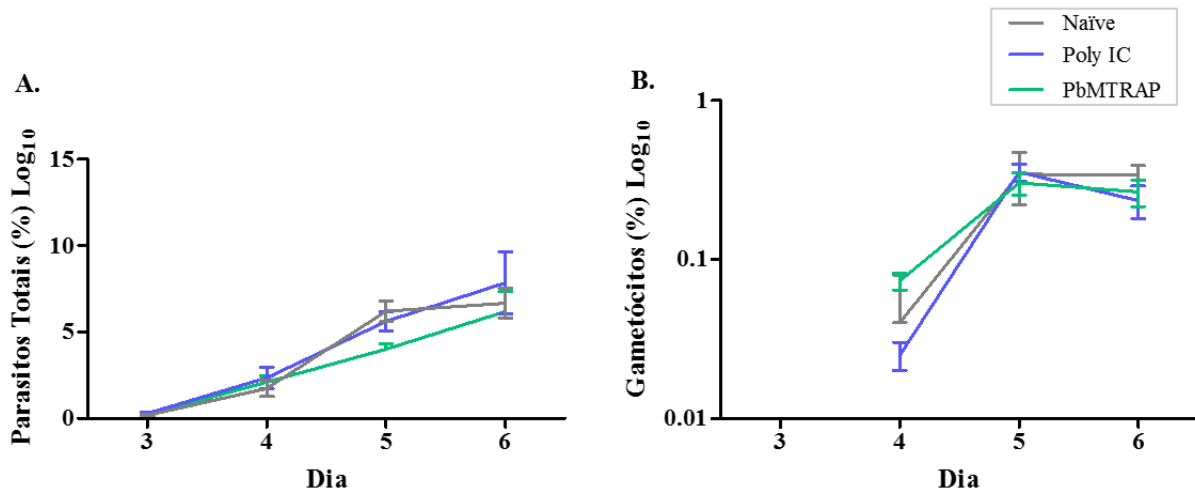 Naïve
Poly IC
PbMTRAP
A.
Parasitos Totais (%) Log10
15
10
5
0
3 4 5 6
Dia
B.
Gametócitos (%) Log10
1
0.1
0.01
3 4 5 6
Dia